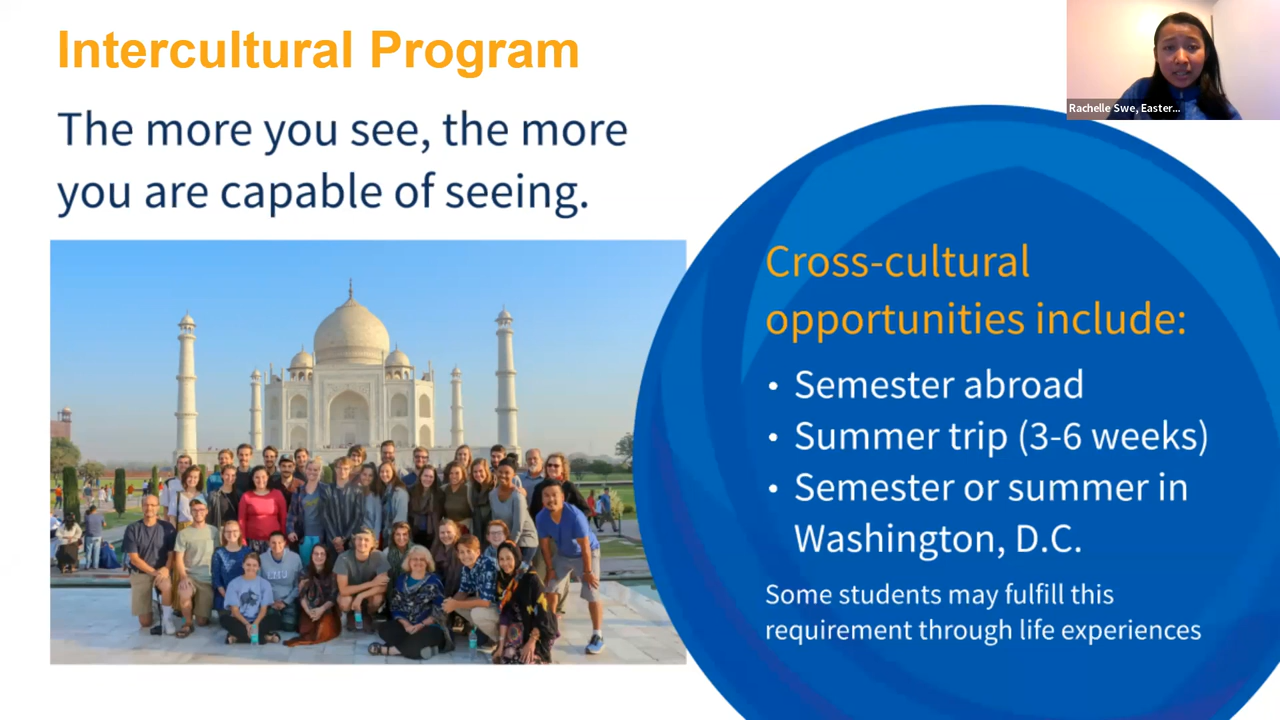 Intercultural Program
The more you see, the more
you are capable of seeing.
Rachelle Swe, Easter...
Cross-cultural
opportunities include:
• Semester abroad
• Summer trip (3-6 weeks)
• Semester or summer in
Washington, D.C.
Some students may fulfill this
requirement through life experiences